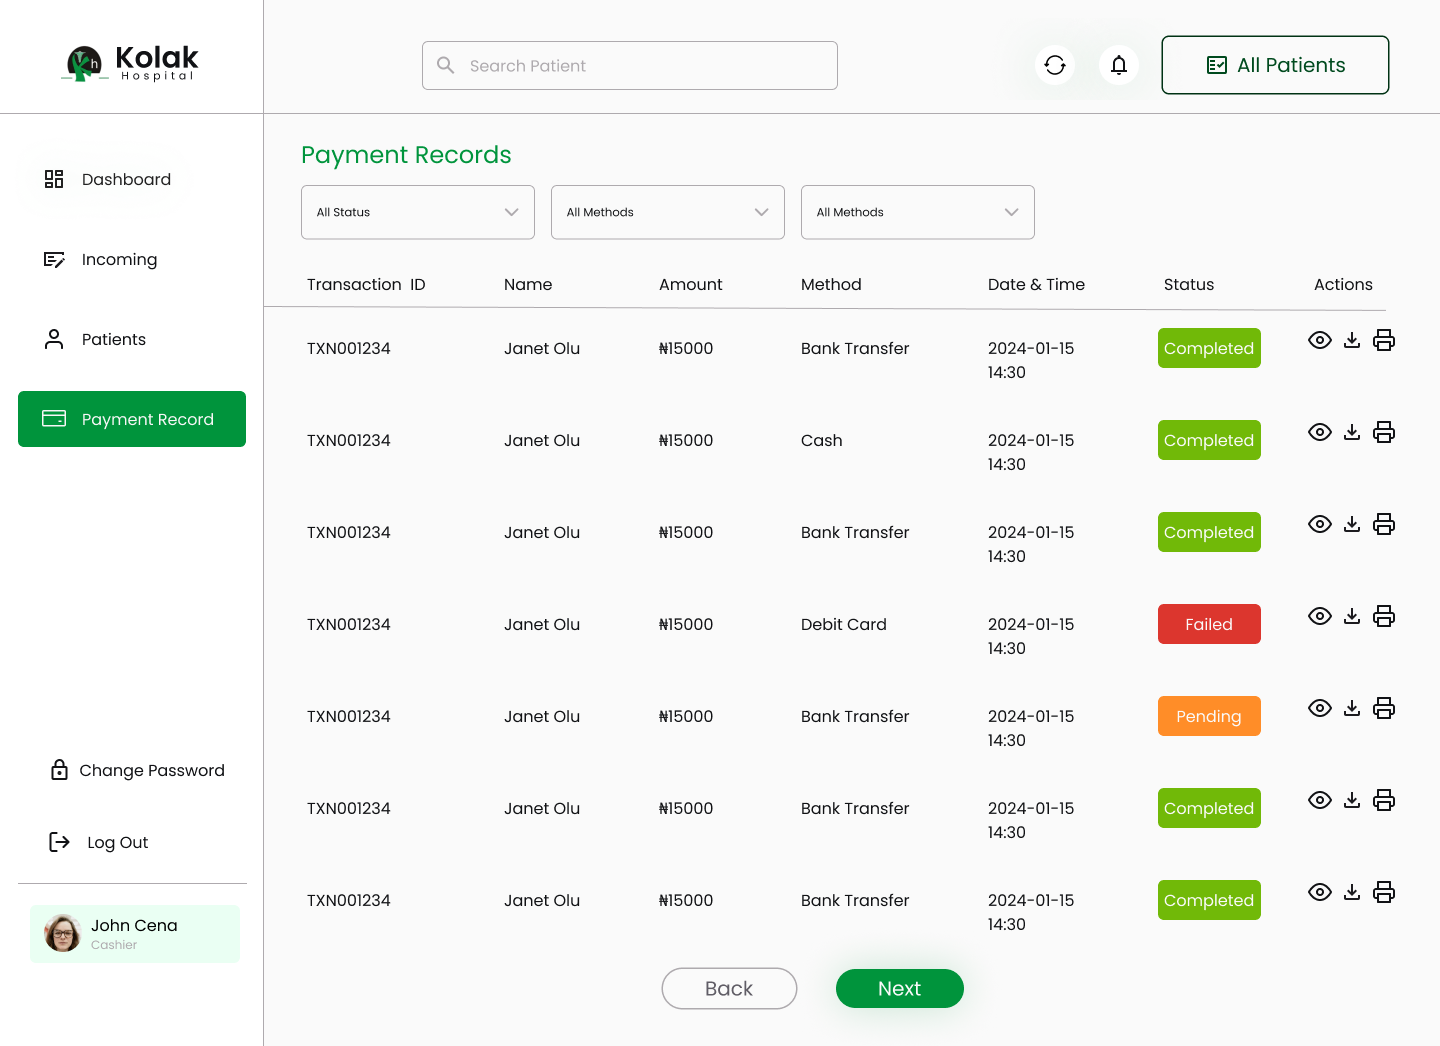 Kolak
Hospital
h
Search Patient
All Patients
Dashboard
Incoming
Patients
Payment Record
Change Password
Log Out
John Cena
Cashier
Payment Records
All Status
All Methods
All Methods
Transaction ID Name Amount Method Date & Time Status Actions
TXN001234 Janet Olu ₦15000 Bank Transfer 2024-01-15 Completed
14:30
TXN001234 Janet Olu ₦15000 Cash 2024-01-15 Completed
14:30
TXN001234 Janet Olu ₦15000 Bank Transfer 2024-01-15 Completed
14:30
TXN001234 Janet Olu ₦15000 Debit Card 2024-01-15 Failed
14:30
TXN001234 Janet Olu ₦15000 Bank Transfer 2024-01-15 Pending
14:30
TXN001234 Janet Olu ₦15000 Bank Transfer 2024-01-15 Completed
14:30
TXN001234 Janet Olu ₦15000 Bank Transfer 2024-01-15 Completed
14:30
Back
Next